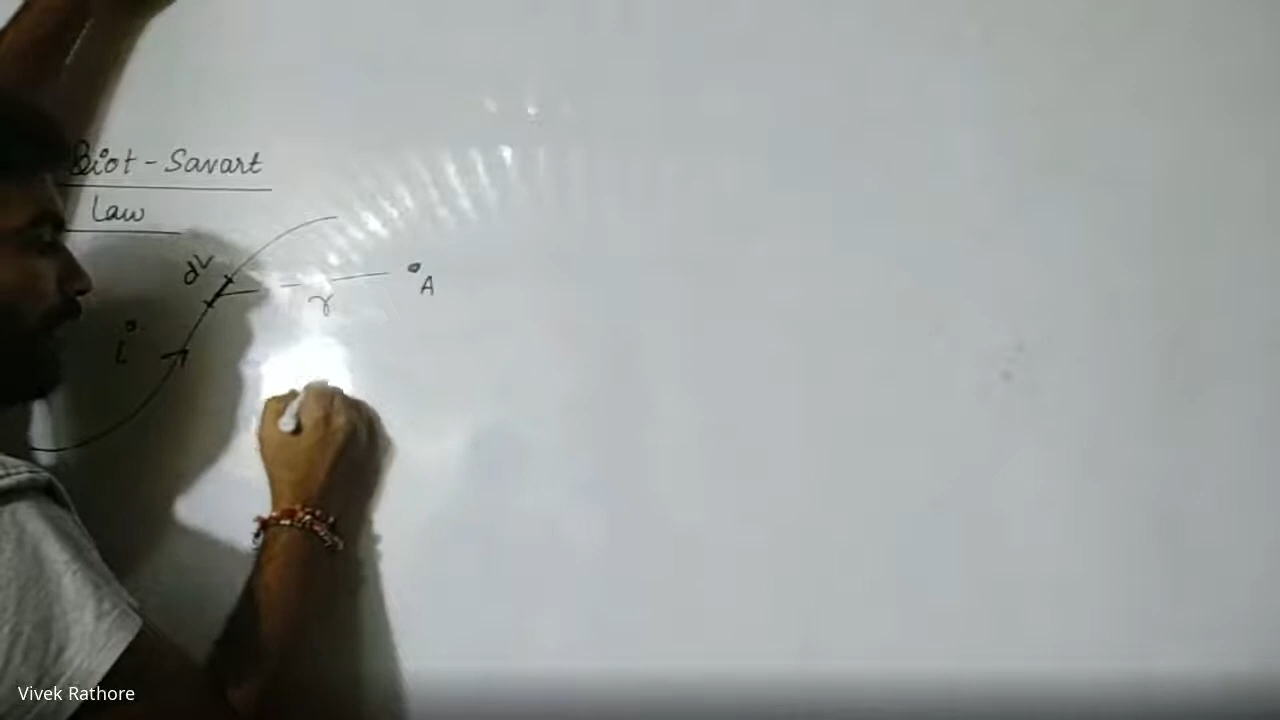 Biot - Savart
Law
dl
A
r
i
Vivek Rathore